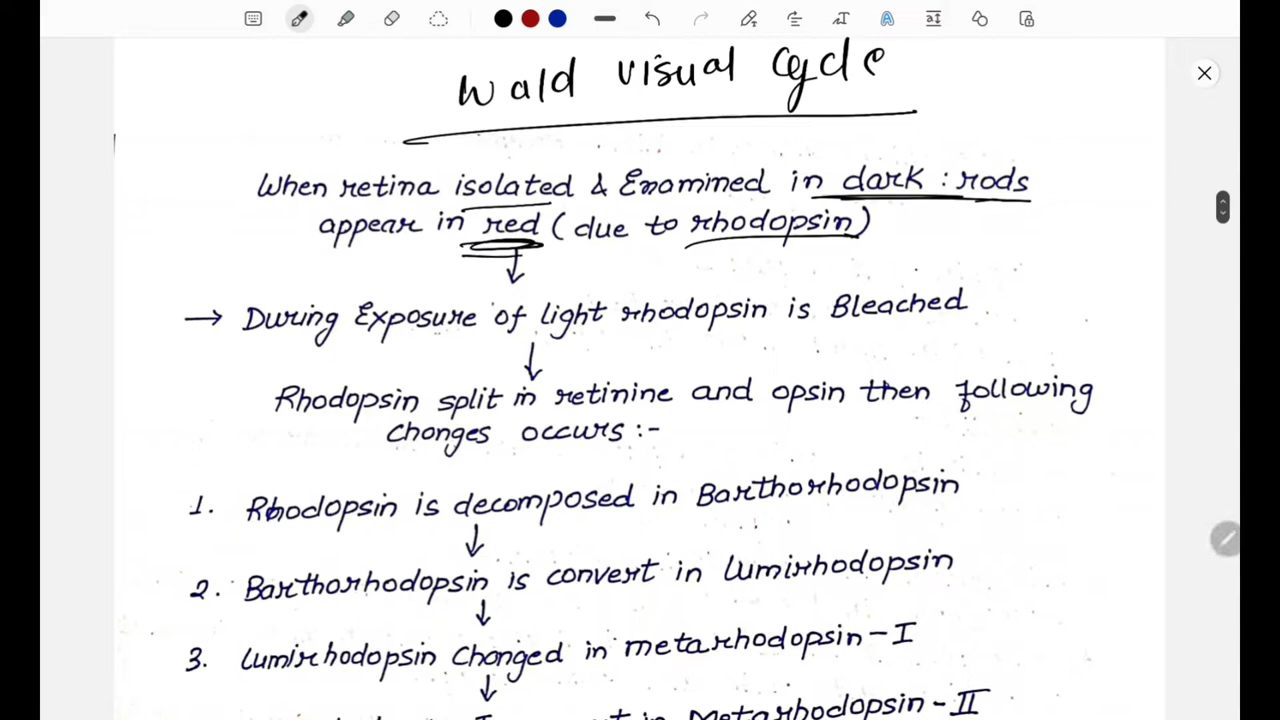 Wald visual cycle
When retina isolated & Examined in dark : rods
appear in red (due to rhodopsin)
→ During Exposure of light rhodopsin is Bleached
Rhodopsin split in retinine and opsin then following
changes occurs :-
1. Rhodopsin is decomposed in Barthorhodopsin
2. Barthorhodopsin is convert in lumirhodopsin
3. Lumirhodopsin changed in metarhodopsin-I
in Metarhodopsin-II